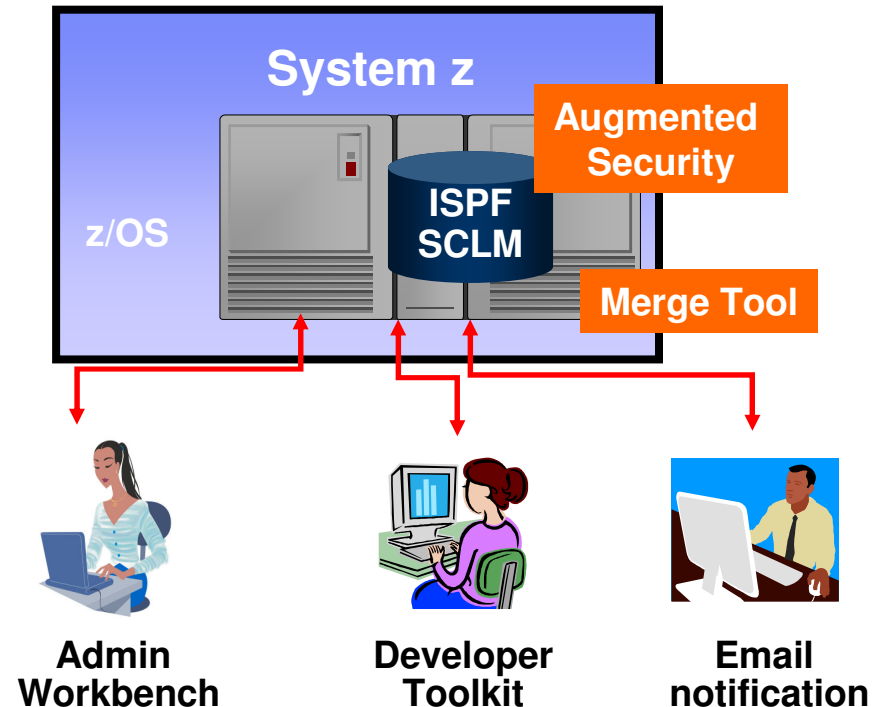 System z
Augmented
Security
ISPF
SCLM
z/OS
Merge Tool
Admin
Workbench
Developer
Toolkit
Email
notification